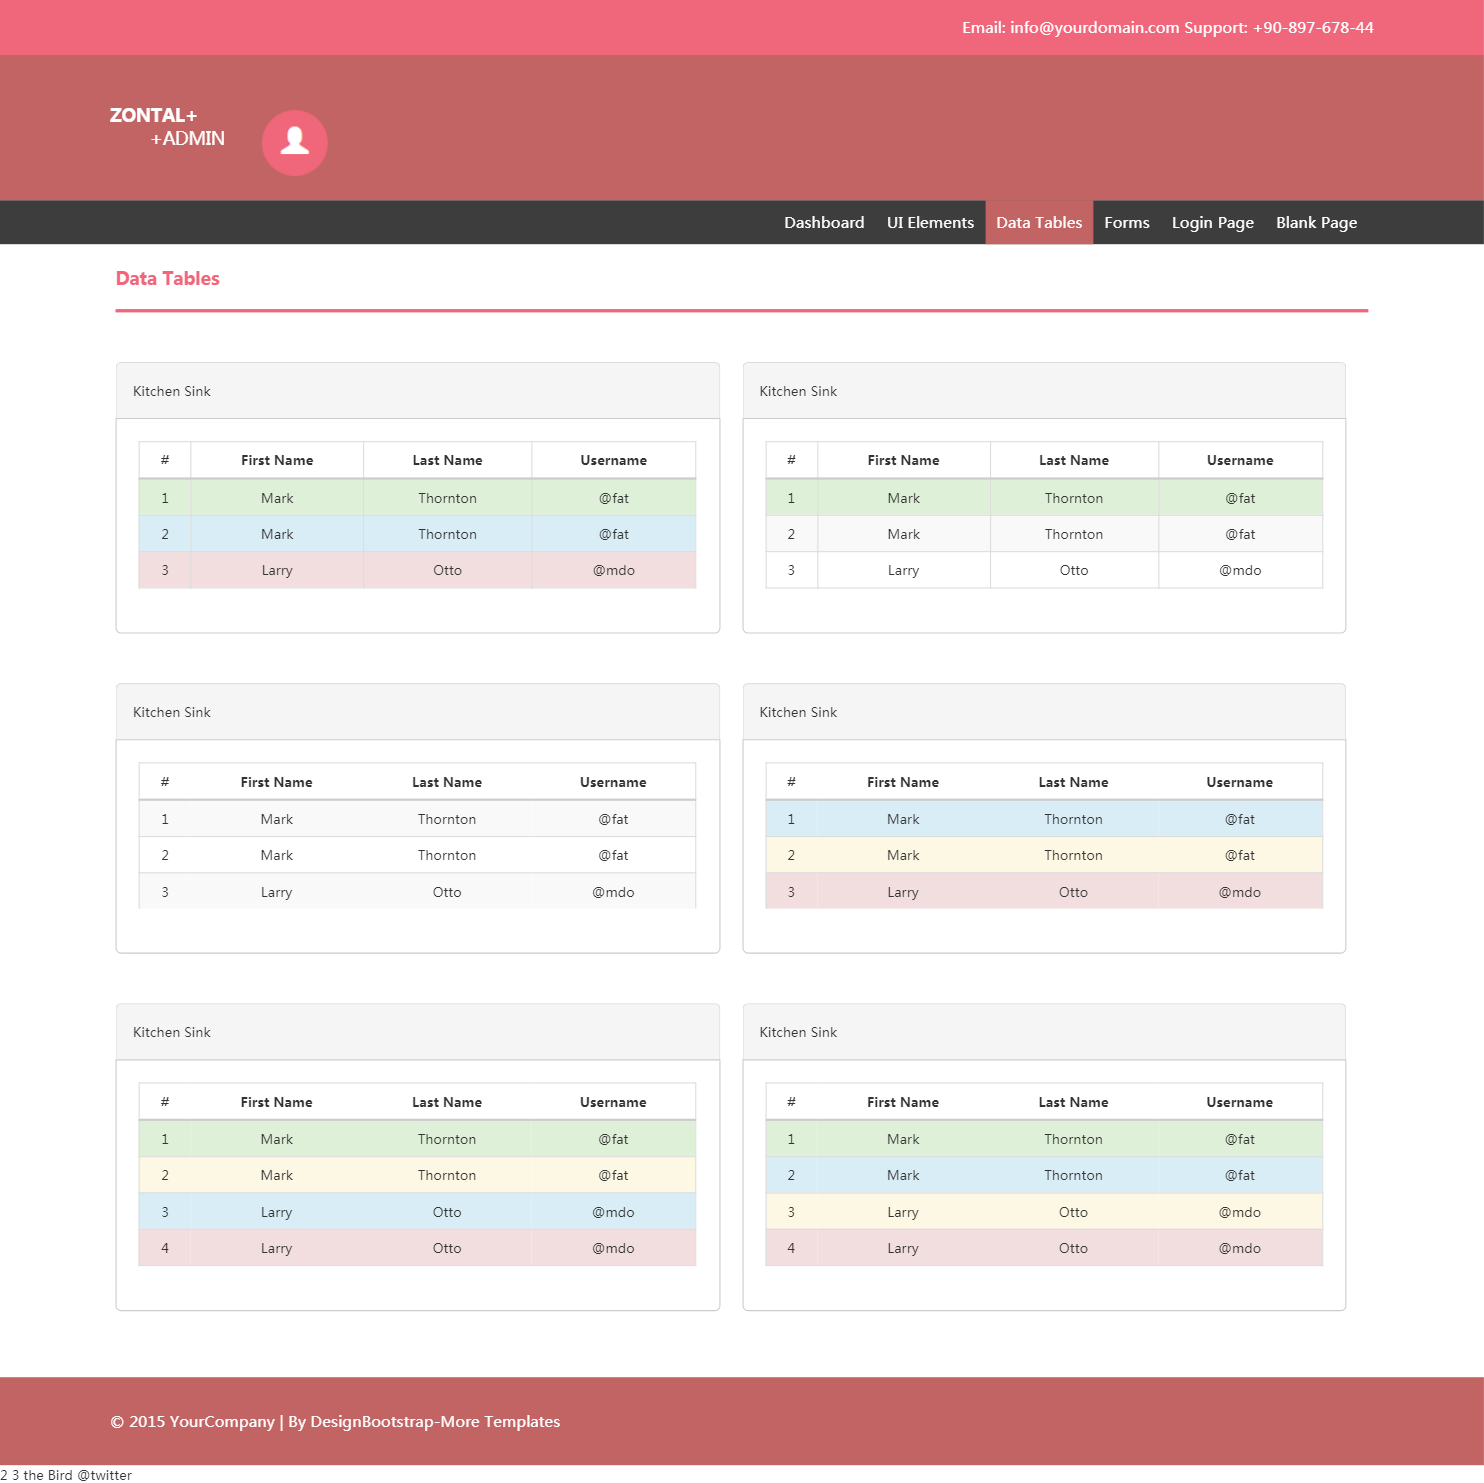 Email: info@yourdomain.com Support: +90-897-678-44
ZONTAL+
+ADMIN
Dashboard UI Elements Data Tables Forms Login Page Blank Page
Data Tables
Kitchen Sink
# First Name Last Name Username
1 Mark Thornton @fat
2 Mark Thornton @fat
3 Larry Otto @mdo
Kitchen Sink
# First Name Last Name Username
1 Mark Thornton @fat
2 Mark Thornton @fat
3 Larry Otto @mdo
Kitchen Sink
# First Name Last Name Username
1 Mark Thornton @fat
2 Mark Thornton @fat
3 Larry Otto @mdo
Kitchen Sink
# First Name Last Name Username
1 Mark Thornton @fat
2 Mark Thornton @fat
3 Larry Otto @mdo
Kitchen Sink
# First Name Last Name Username
1 Mark Thornton @fat
2 Mark Thornton @fat
3 Larry Otto @mdo
4 Larry Otto @mdo
Kitchen Sink
# First Name Last Name Username
1 Mark Thornton @fat
2 Mark Thornton @fat
3 Larry Otto @mdo
4 Larry Otto @mdo
© 2015 YourCompany | By DesignBootstrap-More Templates
2 3 the Bird @twitter